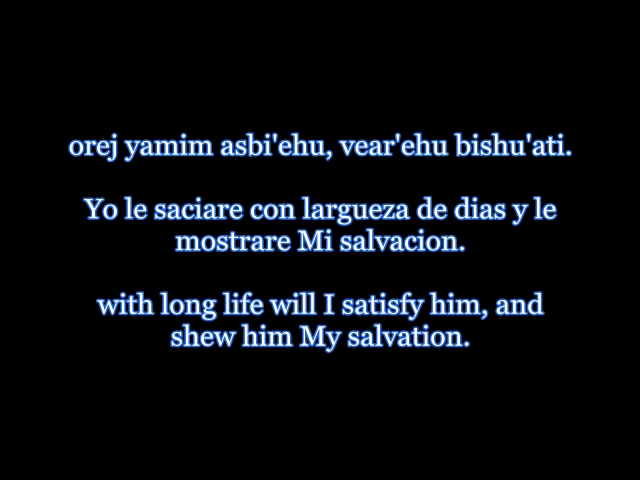 orej yamim asbi'ehu, vear'ehu bishu'ati.
Yo le saciare con largueza de dias y le
mostrare Mi salvacion.
with long life will I satisfy him, and
shew him My salvation.